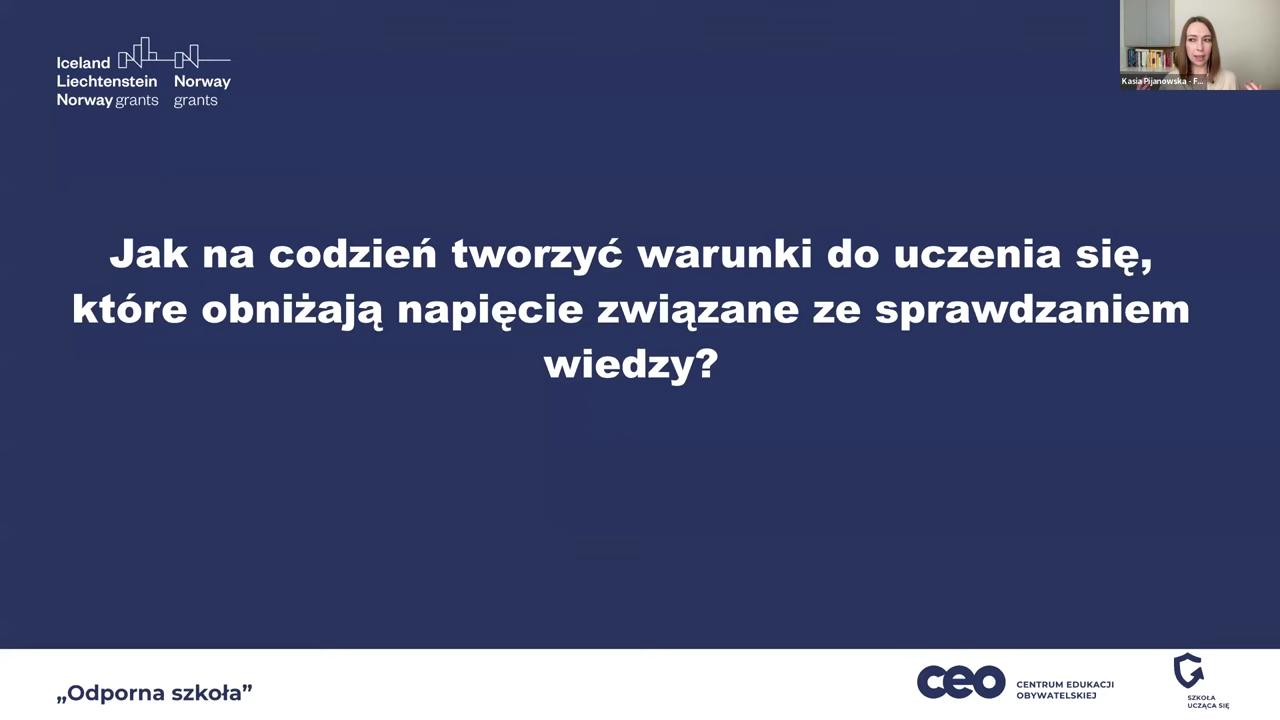 Iceland
Liechtenstein
Norway grants
Norway
grants
Kasia Pijanowska - F...
Jak na codzień tworzyć warunki do uczenia się,
które obniżają napięcie związane ze sprawdzaniem
wiedzy?
„Odporna szkoła”
ceo
CENTRUM EDUKACJI
OBYWATELSKIEJ
SZKOŁA
UCZĄCA SIĘ